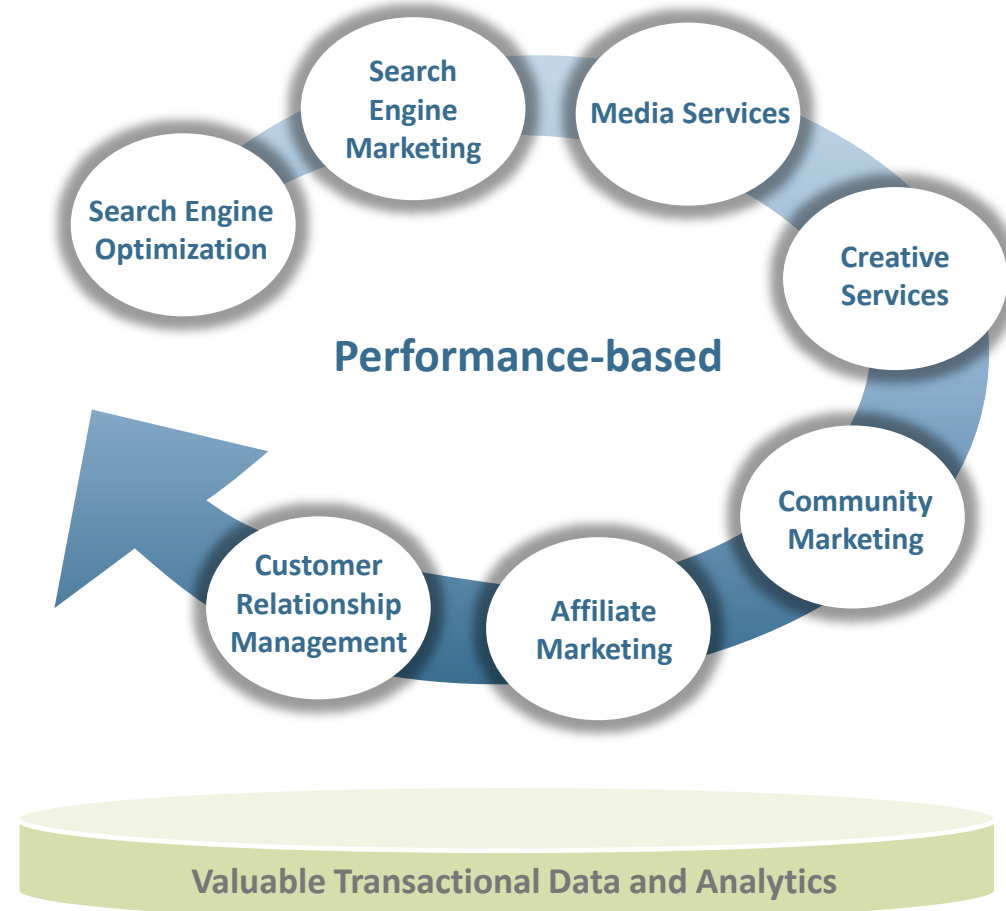 Search
Engine
Marketing
Media Services
Search Engine
Optimization
Creative
Services
Performance-based
Community
Marketing
Customer
Relationship
Management
Affiliate
Marketing
Valuable Transactional Data and Analytics